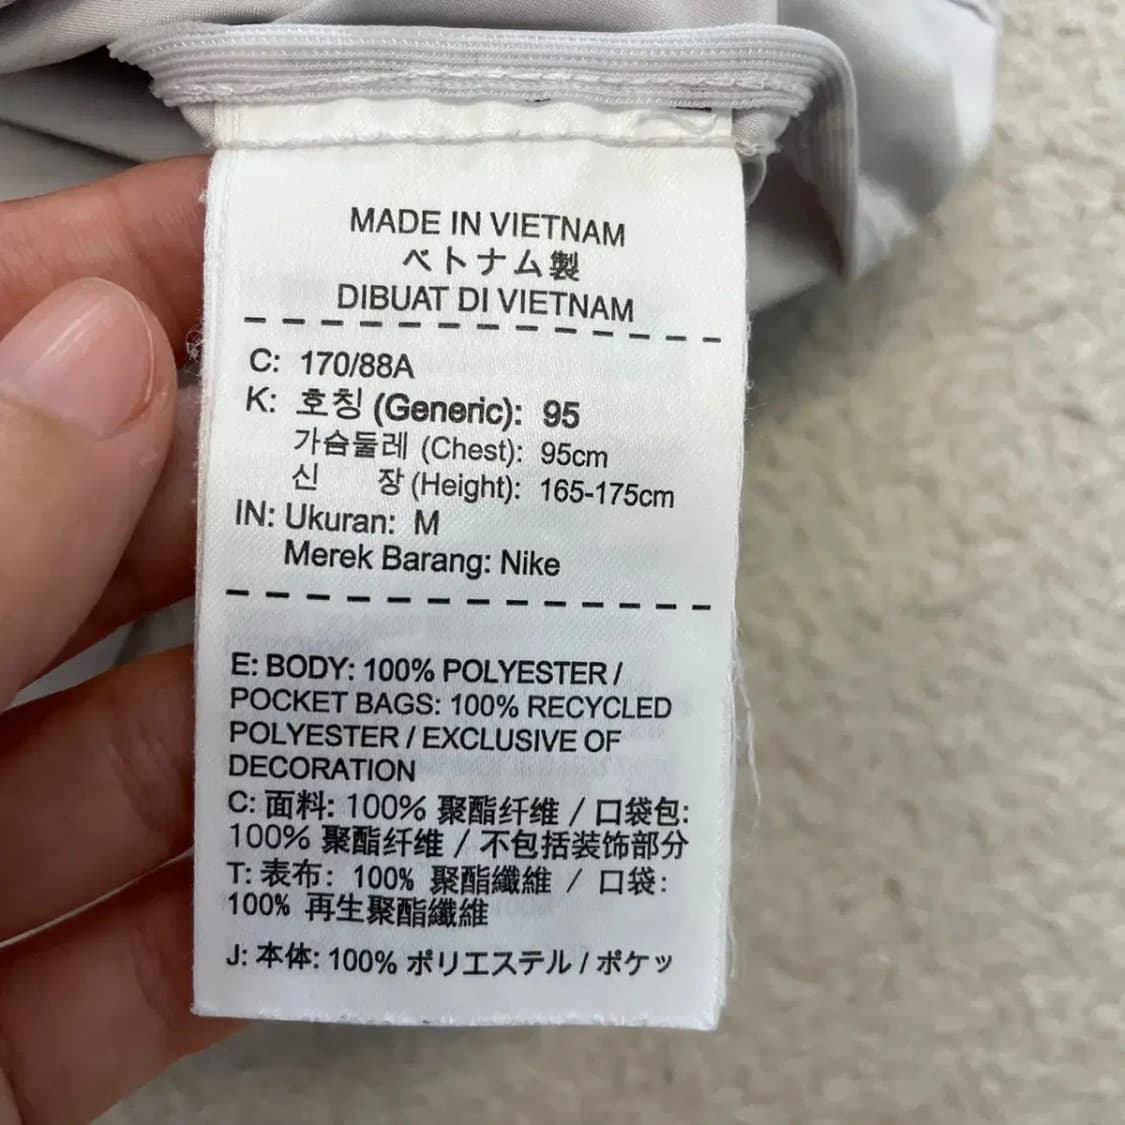 MADE IN VIETNAM
ベトナム製
DIBUAT DI VIETNAM
C: 170/88A
K: 호칭 (Generic): 95
가슴둘레 (Chest): 95cm
신 장 (Height): 165-175cm
IN: Ukuran: M
Merek Barang: Nike
E: BODY: 100% POLYESTER /
POCKET BAGS: 100% RECYCLED
POLYESTER / EXCLUSIVE OF
DECORATION
C: 面料: 100% 聚酯纤维 / 口袋包:
100% 聚酯纤维 / 不包括装饰部分
T: 表布: 100% 聚酯纖維 / 口袋:
100% 再生聚酯纖維
J: 本体: 100% ポリエステル / ポケッ